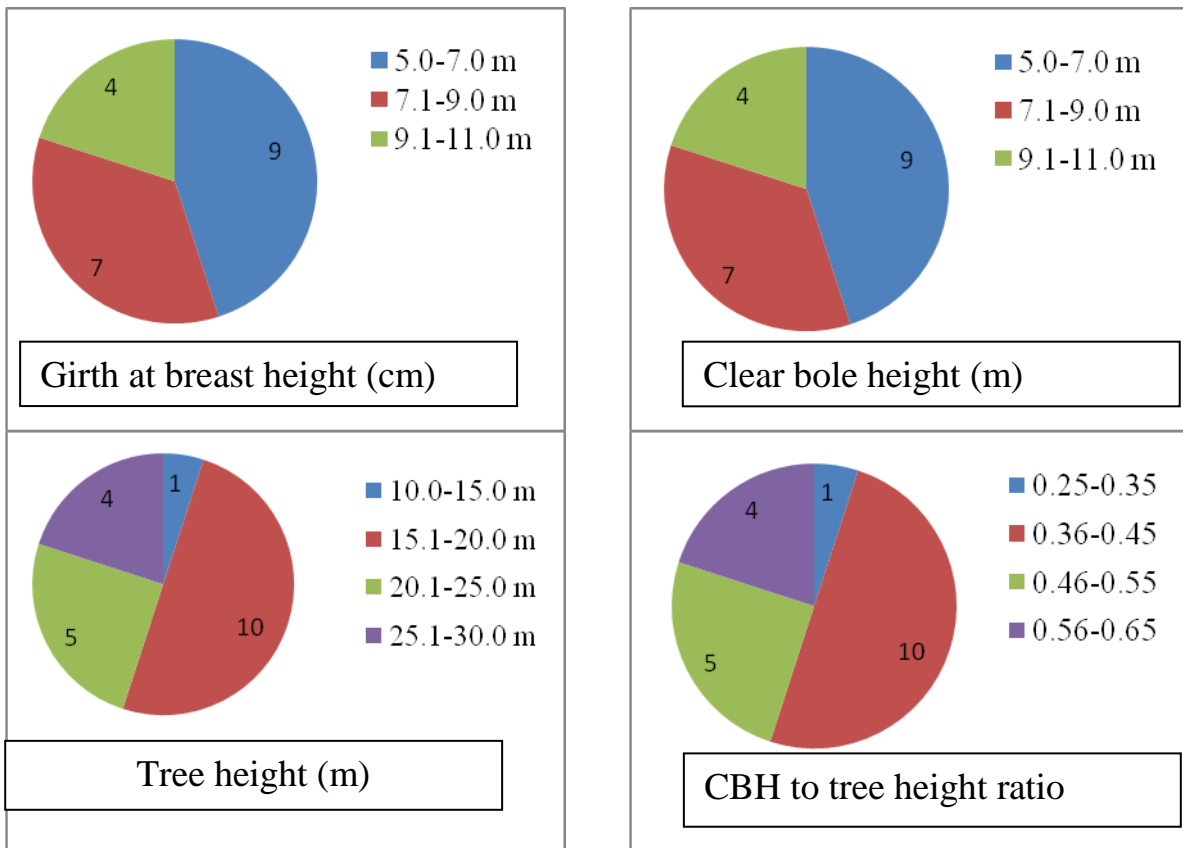 4
9
7
5.0-7.0 m
7.1-9.0 m
9.1-11.0 m
Girth at breast height (cm)
4
9
7
5.0-7.0 m
7.1-9.0 m
9.1-11.0 m
Clear bole height (m)
1
4
5
10
10.0-15.0 m
15.1-20.0 m
20.1-25.0 m
25.1-30.0 m
Tree height (m)
1
4
5
10
0.25-0.35
0.36-0.45
0.46-0.55
0.56-0.65
CBH to tree height ratio